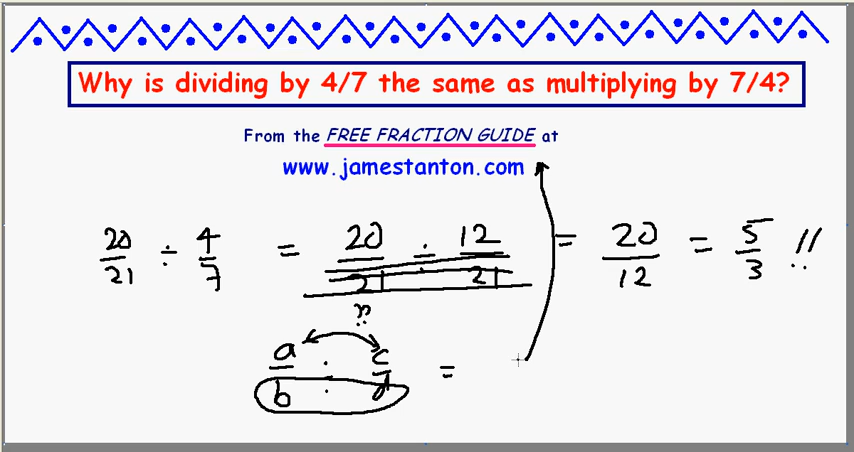 Why is dividing by 4/7 the same as multiplying by 7/4?
From the FREE FRACTION GUIDE at
www.jamestanton.com
20/21 ÷ 4/7 = 20/21 ÷ 12/21 = 20/12 = 5/3 !!
a/b ÷ c/d =